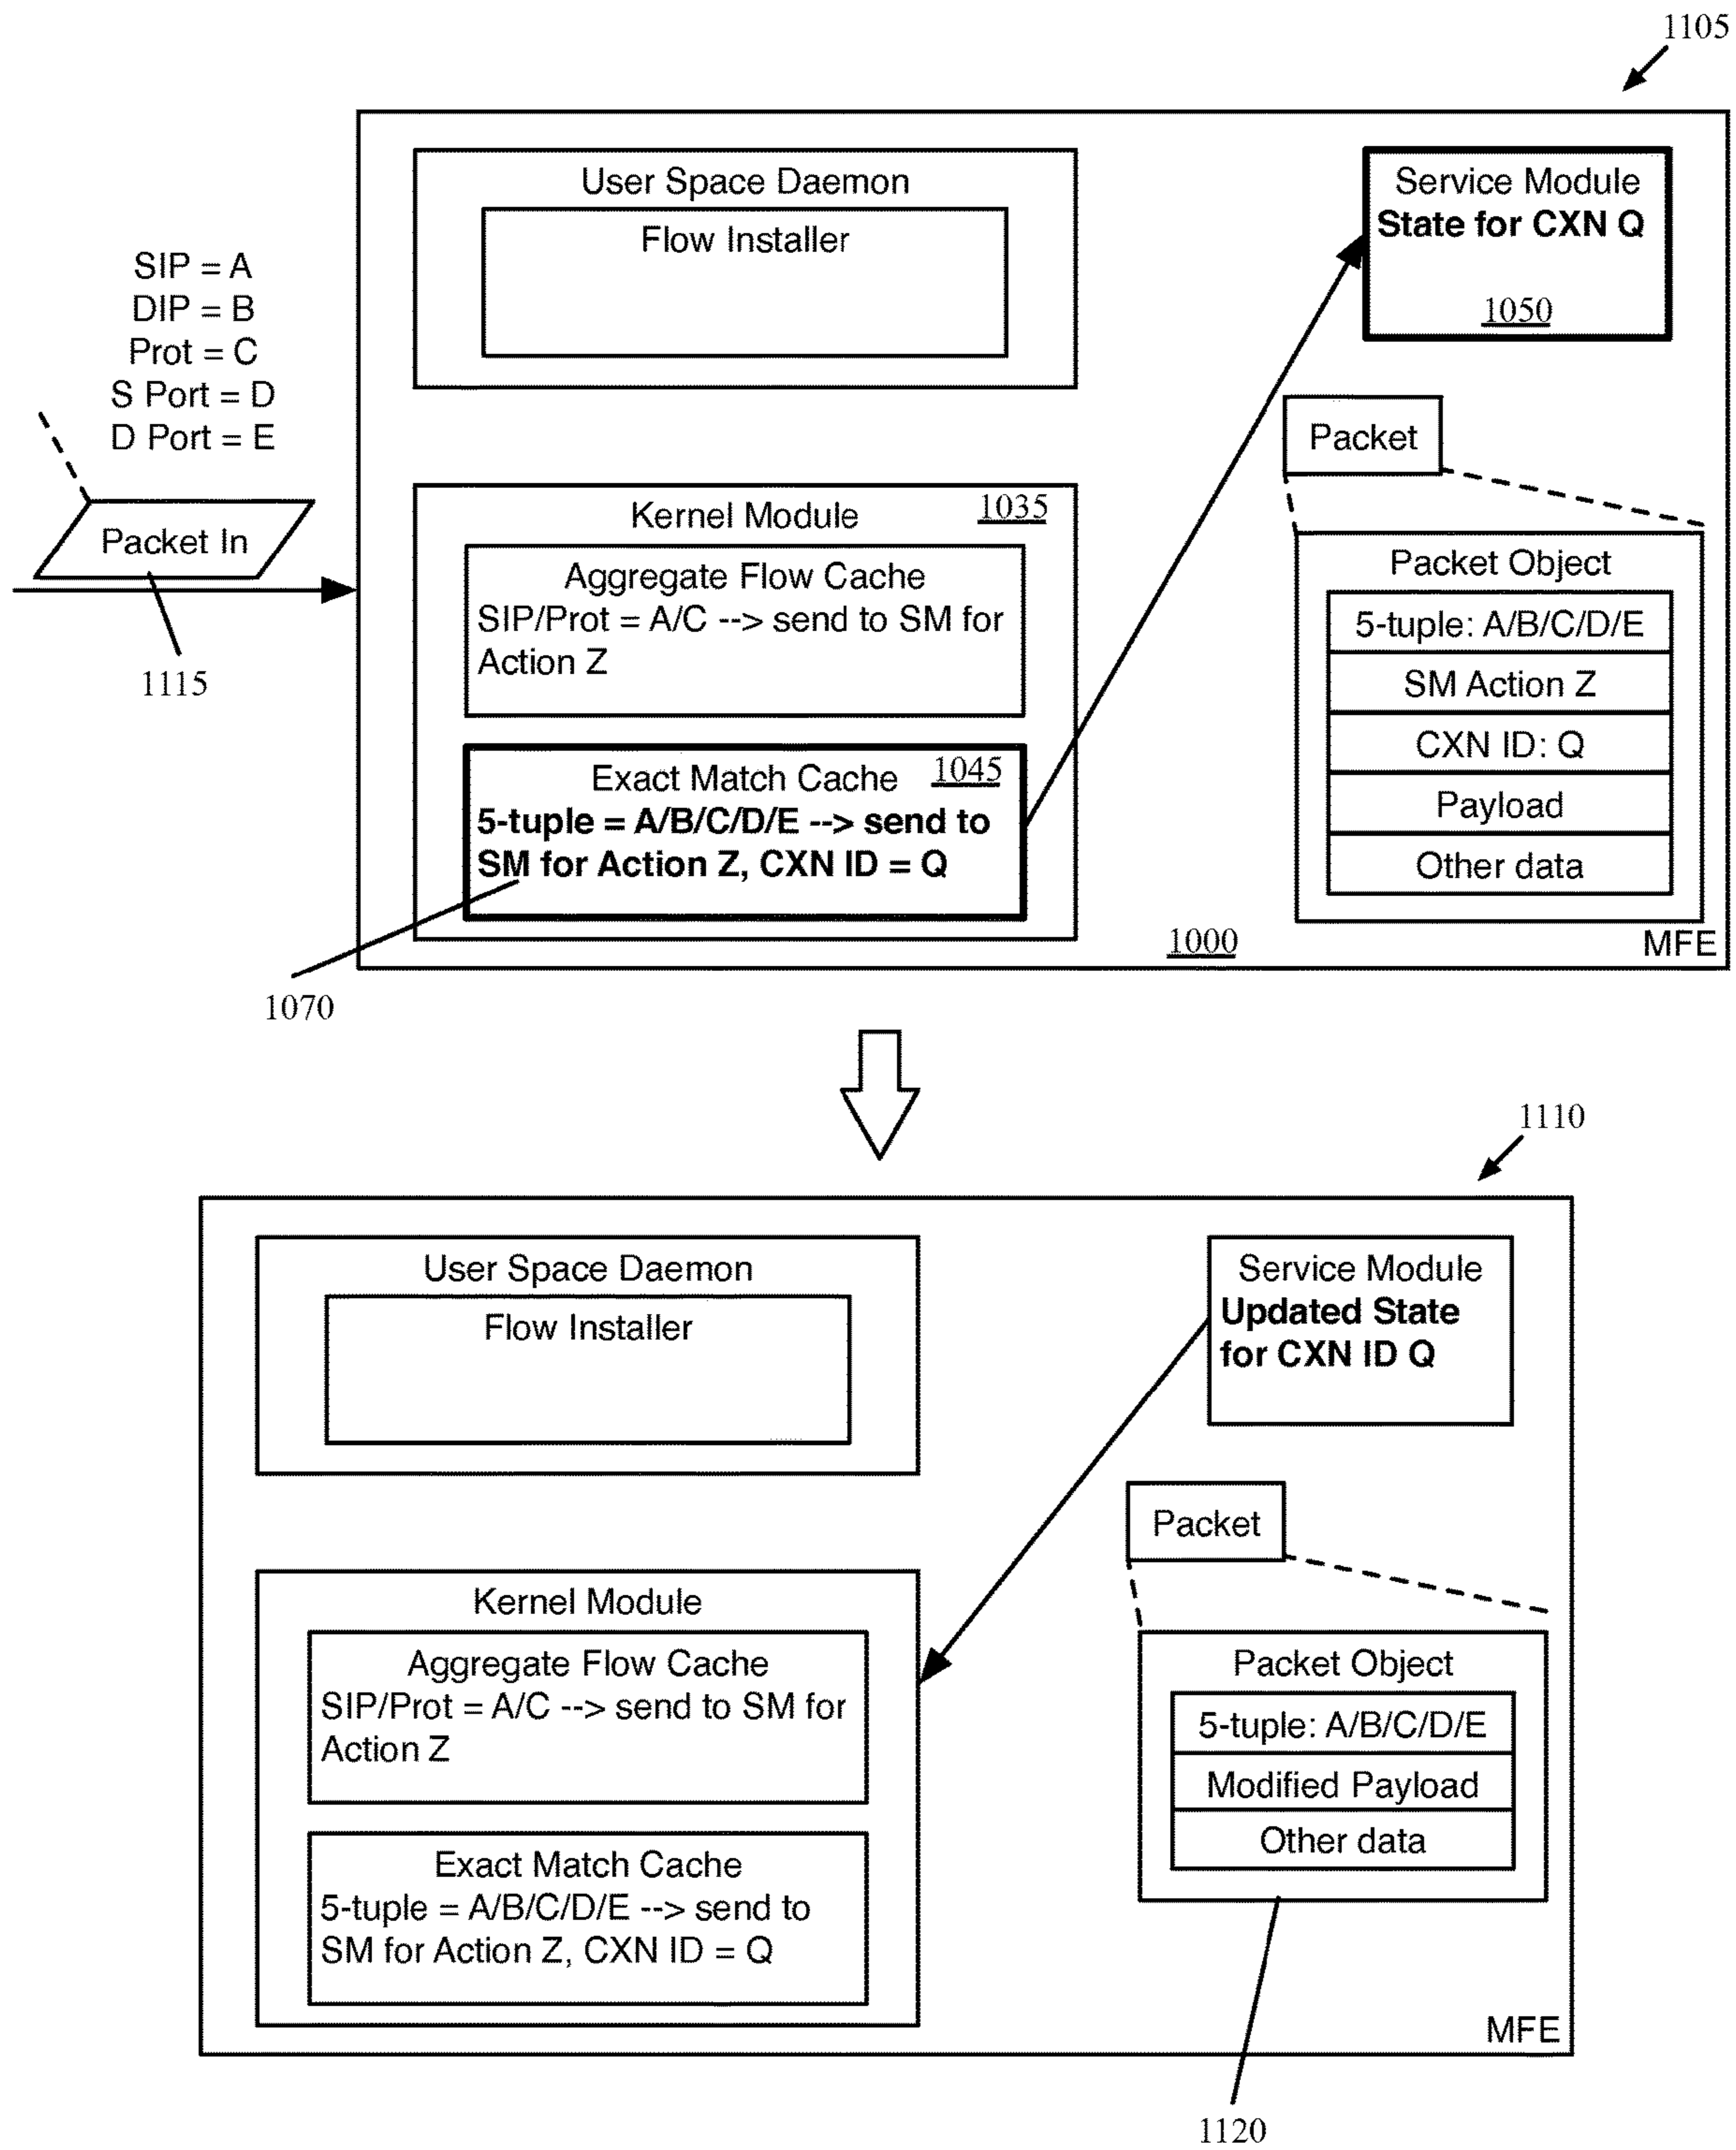 1105
User Space Daemon
Flow Installer
Service Module
State for CXN Q
1050
SIP = A
DIP = B
Prot = C
S Port = D
D Port = E
Packet In
1115
Packet
Kernel Module
1035
Aggregate Flow Cache
SIP/Prot = A/C --> send to SM for
Action Z
Exact Match Cache
1045
5-tuple = A/B/C/D/E --> send to
SM for Action Z, CXN ID = Q
1070
Packet Object
5-tuple: A/B/C/D/E
SM Action Z
CXN ID: Q
Payload
Other data
1000
MFE
1110
User Space Daemon
Flow Installer
Service Module
Updated State
for CXN ID Q
Packet
Kernel Module
Aggregate Flow Cache
SIP/Prot = A/C --> send to SM for
Action Z
Exact Match Cache
5-tuple = A/B/C/D/E --> send to
SM for Action Z, CXN ID = Q
Packet Object
5-tuple: A/B/C/D/E
Modified Payload
Other data
MFE
1120